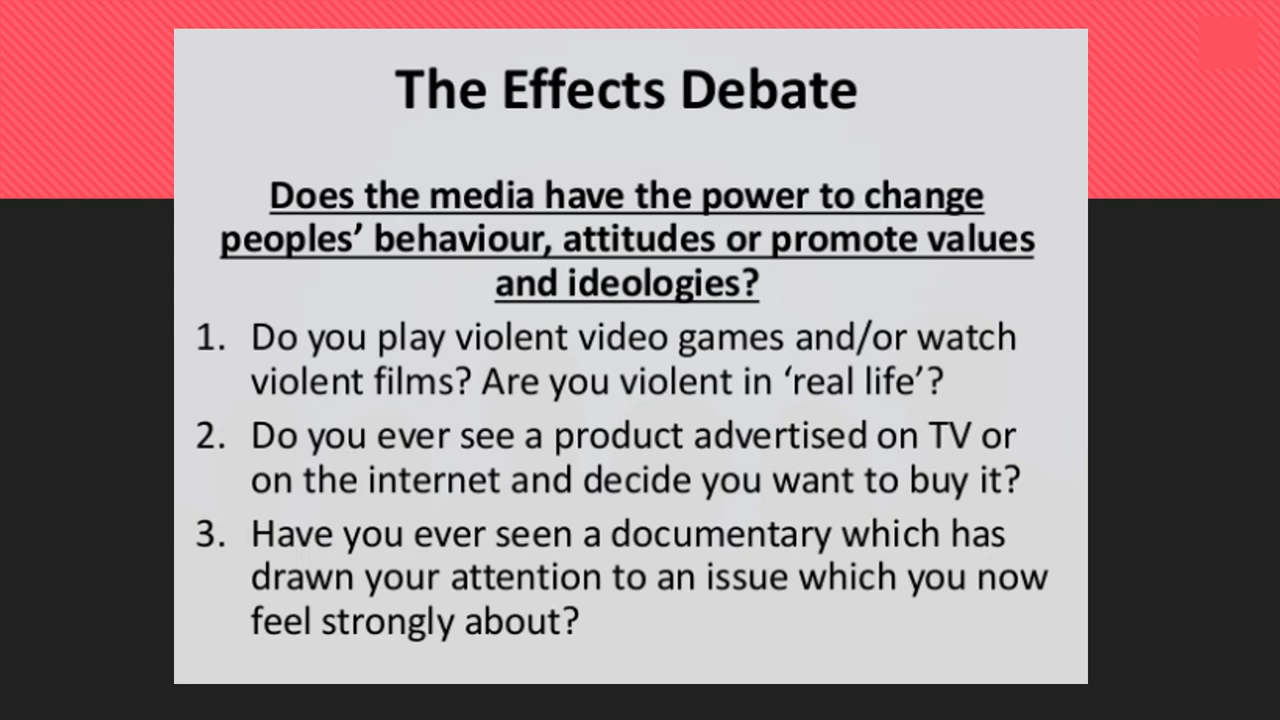 The Effects Debate
Does the media have the power to change
peoples’ behaviour, attitudes or promote values
and ideologies?
1. Do you play violent video games and/or watch
violent films? Are you violent in ‘real life’?
2. Do you ever see a product advertised on TV or
on the internet and decide you want to buy it?
3. Have you ever seen a documentary which has
drawn your attention to an issue which you now
feel strongly about?